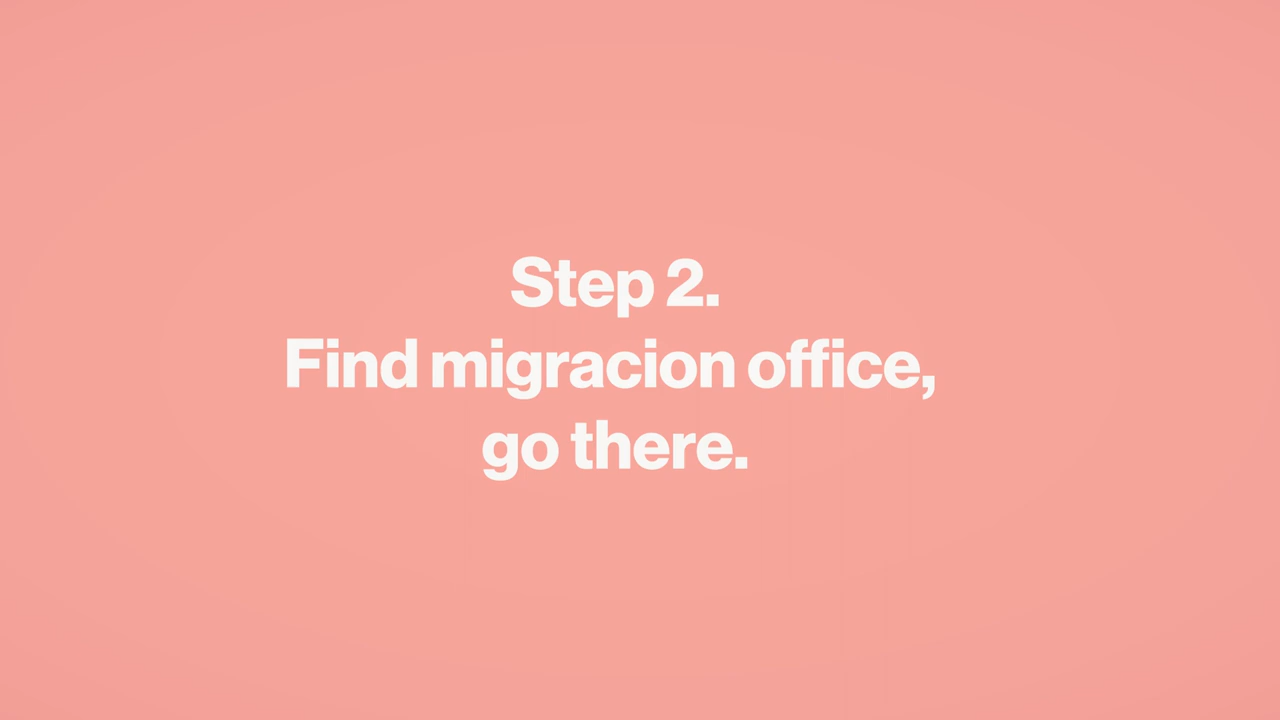 Step 2.
Find migracion office,
go there.